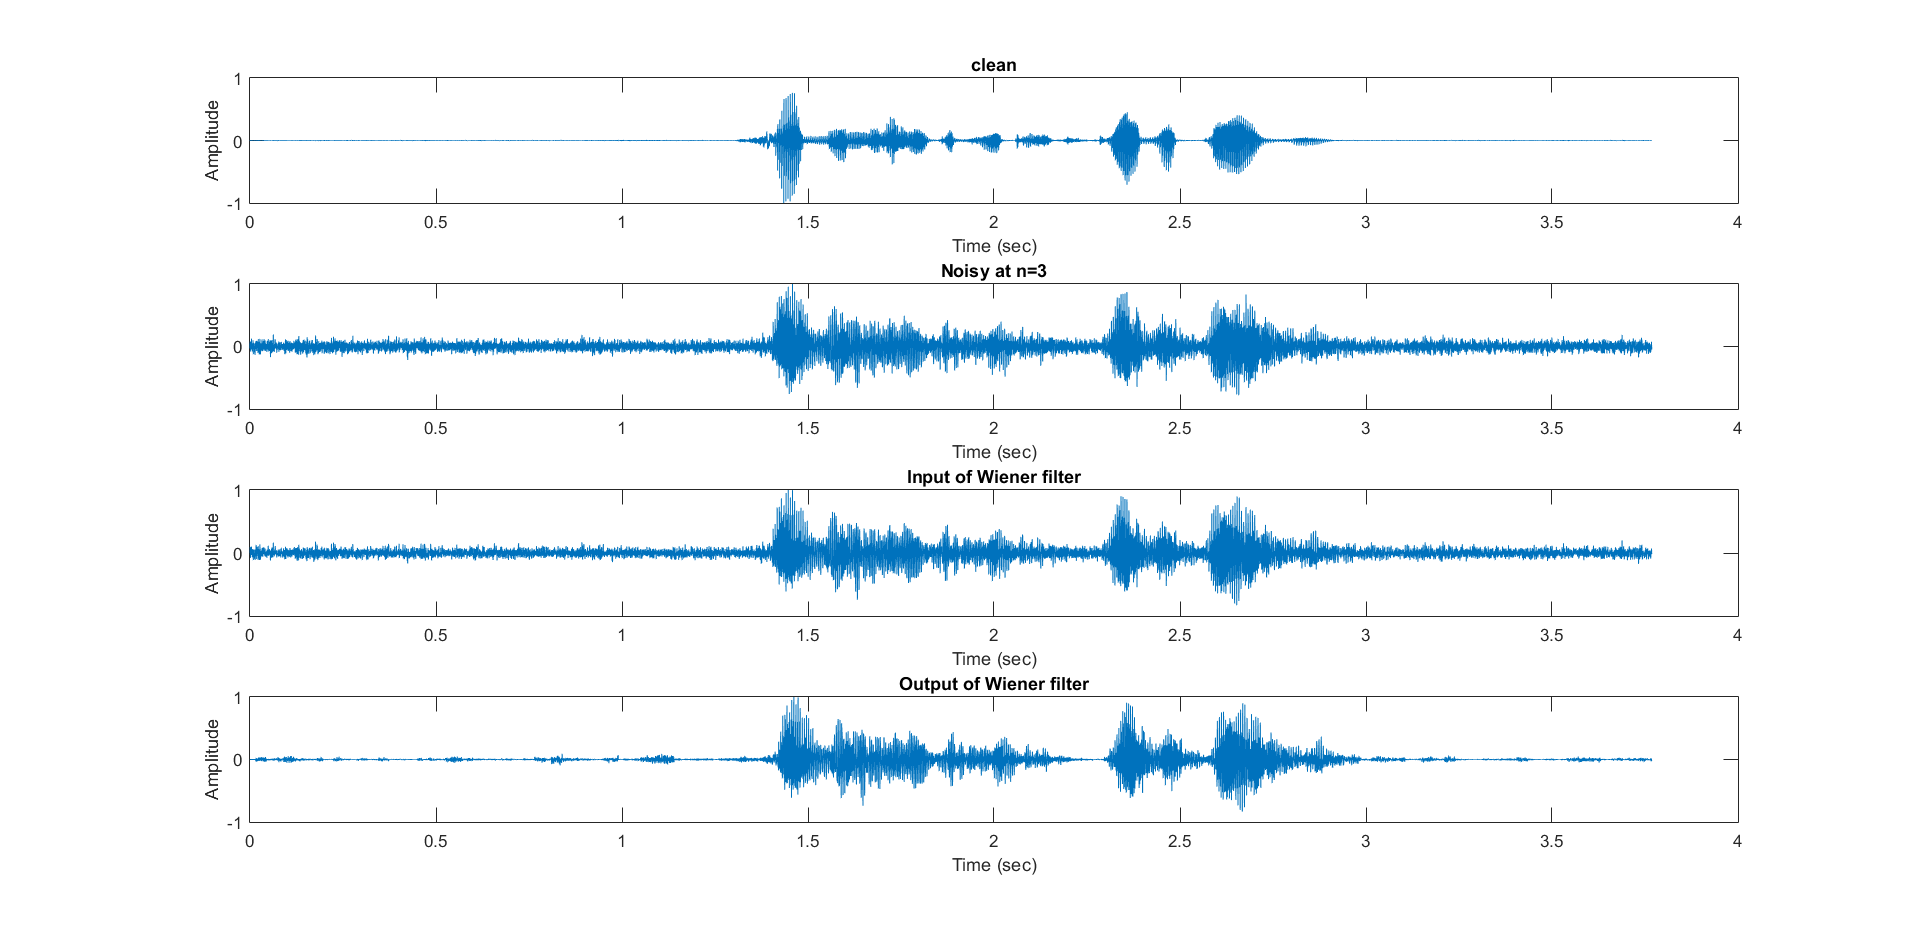 clean
1
0
-1
Amplitude
0 0.5 1 1.5 2 2.5 3 3.5 4
Time (sec)
Noisy at n=3
1
0
-1
Amplitude
0 0.5 1 1.5 2 2.5 3 3.5 4
Time (sec)
Input of Wiener filter
1
0
-1
Amplitude
0 0.5 1 1.5 2 2.5 3 3.5 4
Time (sec)
Output of Wiener filter
1
0
-1
Amplitude
0 0.5 1 1.5 2 2.5 3 3.5 4
Time (sec)